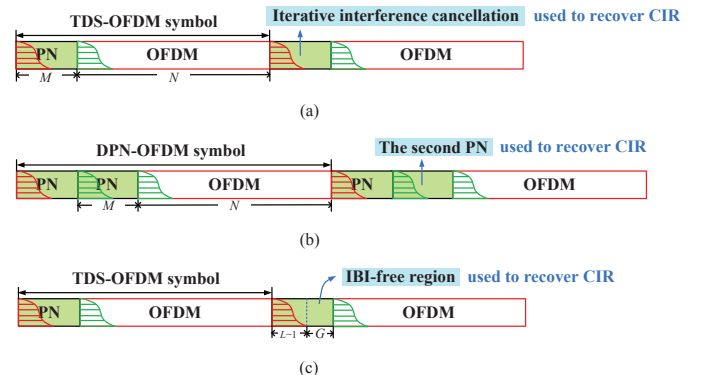 TDS-OFDM symbol
Iterative interference cancellation used to recover CIR
PN OFDM OFDM
M N
(a)
DPN-OFDM symbol
The second PN used to recover CIR
PN PN OFDM PN OFDM
M N
(b)
TDS-OFDM symbol
IBI-free region used to recover CIR
PN OFDM OFDM
L−1 G
(c)